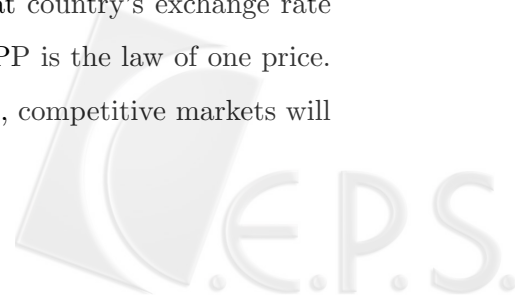 at country's exchange rate
PP is the law of one price.
, competitive markets will
C.E.P.S.